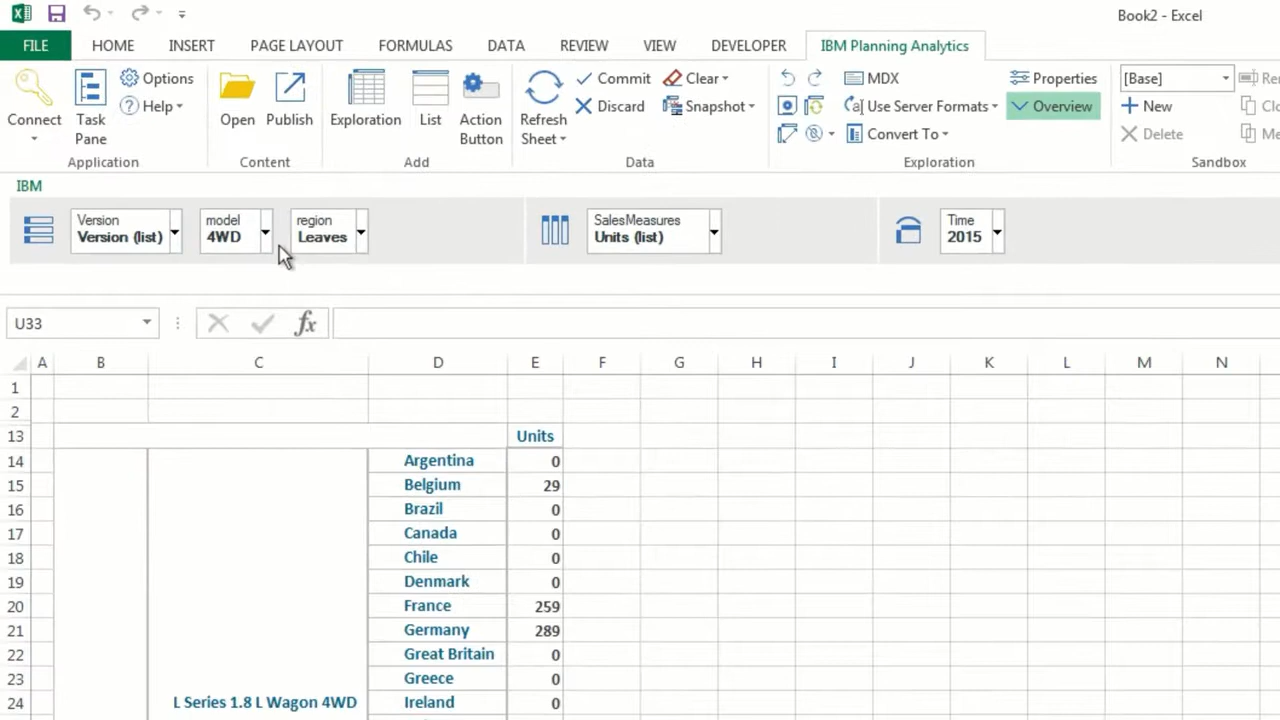 Book2 - Excel
FILE HOME INSERT PAGE LAYOUT FORMULAS DATA REVIEW VIEW DEVELOPER IBM Planning Analytics
Connect
Task Pane
Options
Help
Application
Open
Publish
Content
Exploration
List
Action Button
Add
Refresh Sheet
Commit
Discard
Clear
Snapshot
Data
MDX
Use Server Formats
Convert To
Properties
Overview
Exploration
[Base]
New
Delete
Sandbox
IBM
Version
Version (list)
model
4WD
region
Leaves
SalesMeasures
Units (list)
Time
2015
U33
fx
A B C D E F G H I J K L M N
1
2
13 Units
14 Argentina 0
15 Belgium 29
16 Brazil 0
17 Canada 0
18 Chile 0
19 Denmark 0
20 France 259
21 Germany 289
22 Great Britain 0
23 Greece 0
24 L Series 1.8 L Wagon 4WD Ireland 0